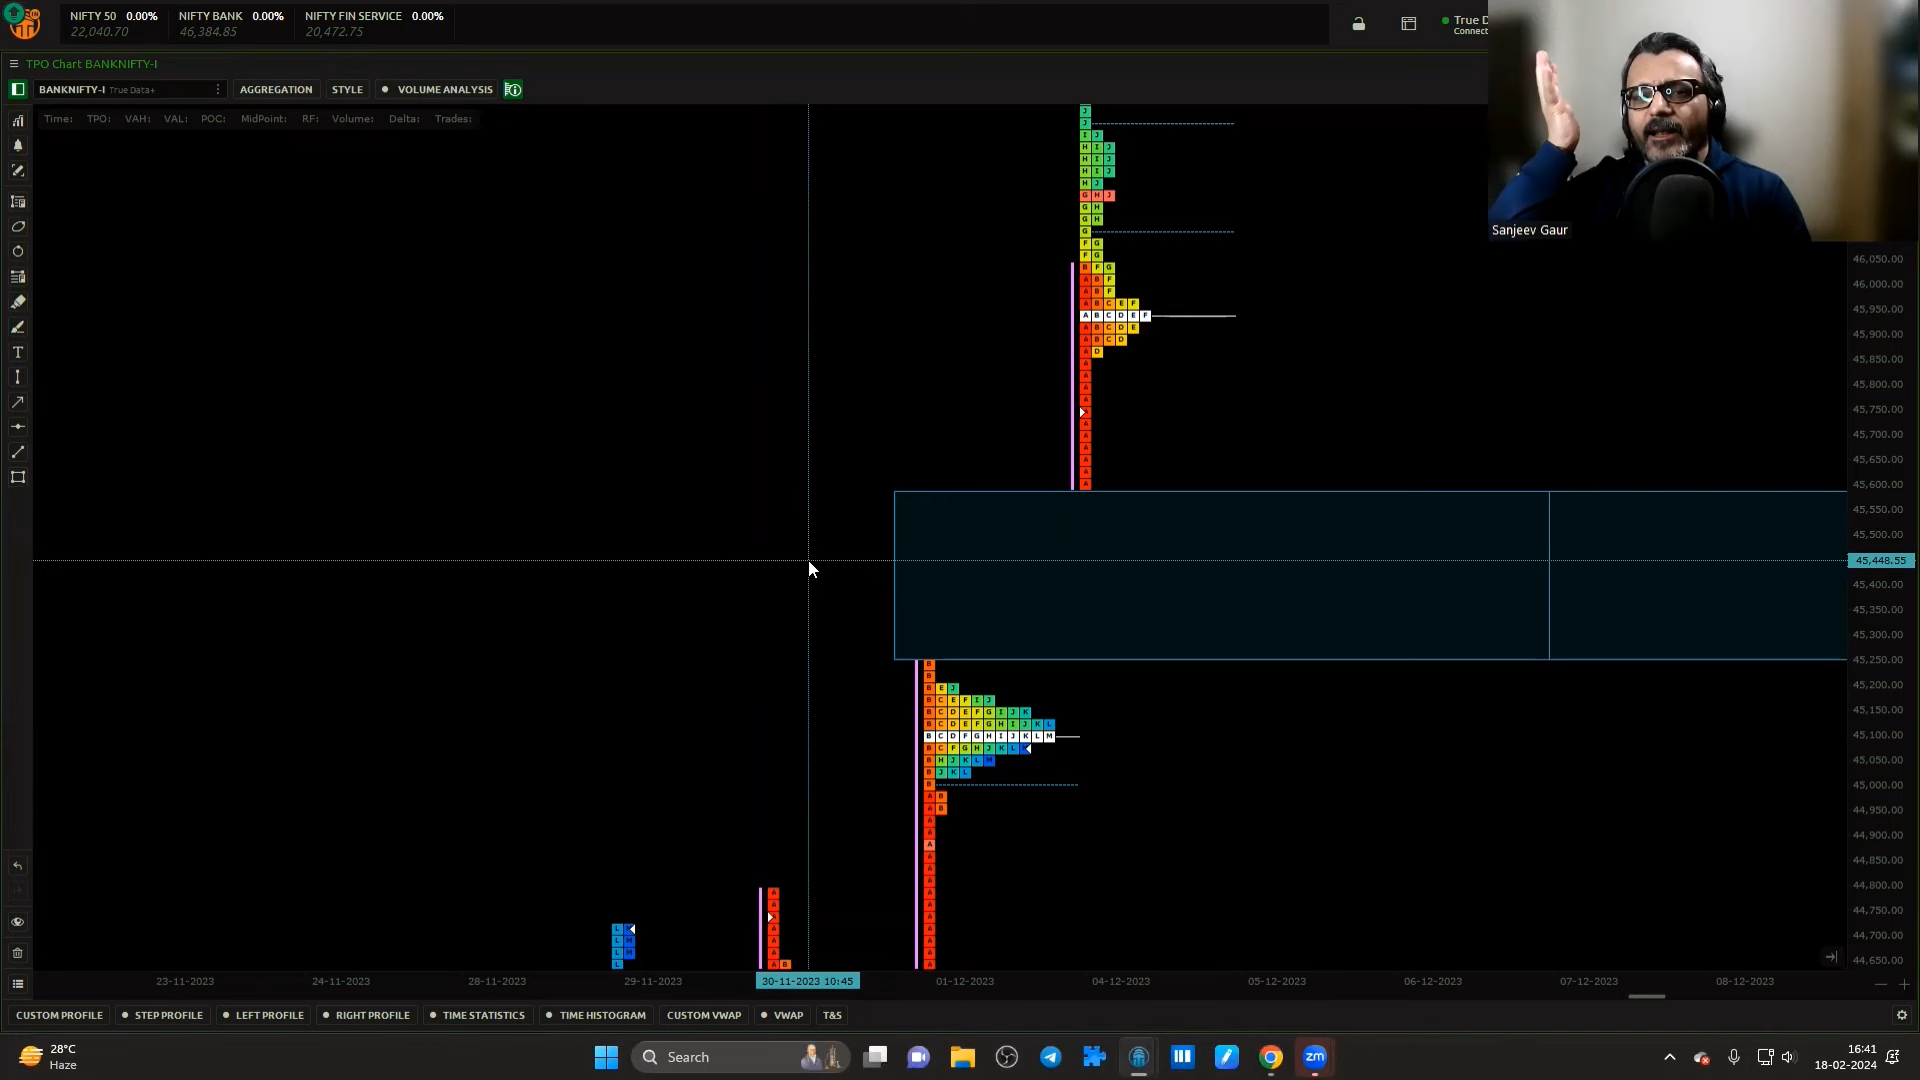 NIFTY 50 0.00% NIFTY BANK 0.00% NIFTY FIN SERVICE 0.00%
22,040.70 46,384.85 20,472.75
True D
Connect
TPO Chart BANKNIFTY-I
BANKNIFTY-I True Data+ AGGREGATION STYLE VOLUME ANALYSIS
Time: TPO: VAH: VAL: POC: MidPoint: RF: Volume: Delta: Trades:
Sanjeev Gaur
J
J
I J
H I J
H I J
H I J
H J
G H J
G H
G H
G
F G
F G
B F G
A B F
A B F
A B C E F
A B C D E F
A B C D E
A B C D
A D
46,050.00
46,000.00
45,950.00
45,900.00
45,850.00
45,800.00
45,750.00
45,700.00
45,650.00
45,600.00
45,550.00
45,500.00
45,448.55
45,400.00
45,350.00
45,300.00
45,250.00
45,200.00
45,150.00
45,100.00
45,050.00
45,000.00
44,950.00
44,900.00
44,850.00
44,800.00
44,750.00
44,700.00
44,650.00
B
B
B E J
B C E F I J
B C D E F G I J K
B C D E F G H I J K L
B C D F G H I J K L M
B C F G H J K L
B H J K L M
B J K L
B
A B
A B
23-11-2023 24-11-2023 28-11-2023 29-11-2023 30-11-2023 10:45 01-12-2023 04-12-2023 05-12-2023 06-12-2023 07-12-2023 08-12-2023
CUSTOM PROFILE STEP PROFILE LEFT PROFILE RIGHT PROFILE TIME STATISTICS TIME HISTOGRAM CUSTOM VWAP VWAP T&S
28°C
Haze
Search
zm
16:41
18-02-2024